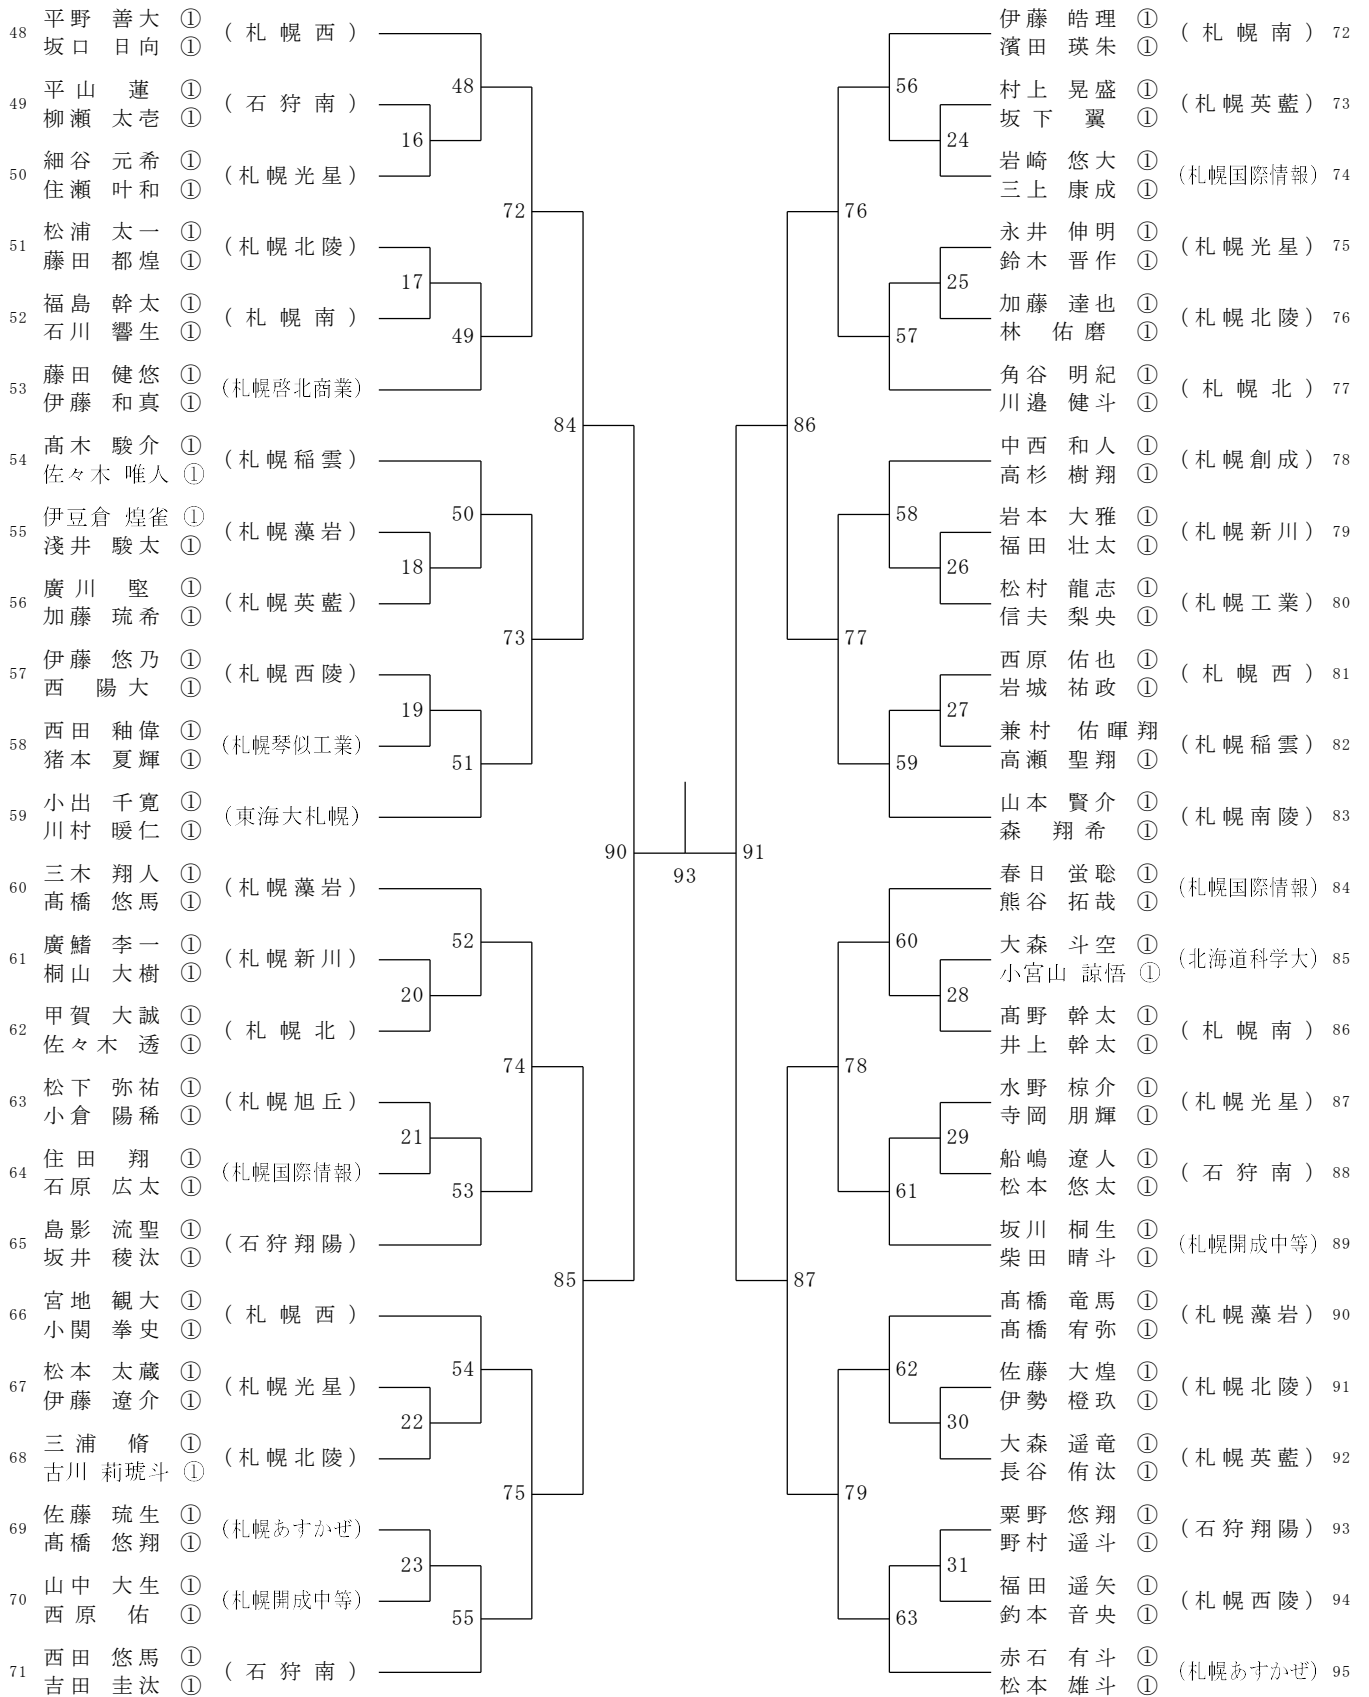 48 平野 善大 ① (札幌西)
坂口 日向 ①
49 平山 蓮 ① (石狩南)
柳瀬 太壱 ①
50 細谷 元希 ① (札幌光星)
住瀬 叶和 ①
51 松浦 太一 ① (札幌北陵)
藤田 都煌 ①
52 福島 幹太 ① (札幌南)
石川 響生 ①
53 藤田 健悠 ① (札幌啓北商業)
伊藤 和真 ①
54 髙木 駿介 ① (札幌稲雲)
佐々木 唯人 ①
55 伊豆倉 煌雀 ① (札幌藻岩)
淺井 駿太 ①
56 廣川 堅 ① (札幌英藍)
加藤 琉希 ①
57 伊藤 悠乃 ① (札幌西陵)
西 陽大 ①
58 西田 釉偉 ① (札幌琴似工業)
猪本 夏輝 ①
59 小出 千寛 ① (東海大札幌)
川村 暖仁 ①
60 三木 翔人 ① (札幌藻岩)
髙橋 悠馬 ①
61 廣鰭 李一 ① (札幌新川)
桐山 大樹 ①
62 甲賀 大誠 ① (札幌北)
佐々木 透 ①
63 松下 弥祐 ① (札幌旭丘)
小倉 陽稀 ①
64 住田 翔 ① (札幌国際情報)
石原 広太 ①
65 島影 流聖 ① (石狩翔陽)
坂井 稜汰 ①
66 宮地 観大 ① (札幌西)
小関 拳史 ①
67 松本 太蔵 ① (札幌光星)
伊藤 遼介 ①
68 三浦 脩 ① (札幌北陵)
古川 莉琥斗 ①
69 佐藤 琉生 ① (札幌あすかぜ)
髙橋 悠翔 ①
70 山中 大生 ① (札幌開成中等)
西原 佑 ①
71 西田 悠馬 ① (石狩南)
吉田 圭汰 ①
16
17
18
19
20
21
22
23
48
49
50
51
52
53
54
55
72
73
74
75
84
85
90
93
91
86
87
76
77
78
79
56
57
58
59
60
61
62
63
24
25
26
27
28
29
30
31
伊藤 皓理 ① (札幌南) 72
濱田 瑛朱 ①
村上 晃盛 ① (札幌英藍) 73
坂下 翼 ①
岩崎 悠大 ① (札幌国際情報) 74
三上 康成 ①
永井 伸明 ① (札幌光星) 75
鈴木 晋作 ①
加藤 達也 ① (札幌北陵) 76
林 佑磨 ①
角谷 明紀 ① (札幌北) 77
川邉 健斗 ①
中西 和人 ① (札幌創成) 78
高杉 樹翔 ①
岩本 大雅 ① (札幌新川) 79
福田 壮太 ①
松村 龍志 ① (札幌工業) 80
信夫 梨央 ①
西原 佑也 ① (札幌西) 81
岩城 祐政 ①
兼村 佑暉翔 (札幌稲雲) 82
高瀬 聖翔 ①
山本 賢介 ① (札幌南陵) 83
森 翔希 ①
春日 蛍聡 ① (札幌国際情報) 84
熊谷 拓哉 ①
大森 斗空 ① (北海道科学大) 85
小宮山 諒悟 ①
髙野 幹太 ① (札幌南) 86
井上 幹太 ①
水野 椋介 ① (札幌光星) 87
寺岡 朋輝 ①
船嶋 遼人 ① (石狩南) 88
松本 悠太 ①
坂川 桐生 ① (札幌開成中等) 89
柴田 晴斗 ①
髙橋 竜馬 ① (札幌藻岩) 90
髙橋 宥弥 ①
佐藤 大煌 ① (札幌北陵) 91
伊勢 橙玖 ①
大森 遥竜 ① (札幌英藍) 92
長谷 侑汰 ①
粟野 悠翔 ① (石狩翔陽) 93
野村 遥斗 ①
福田 遥矢 ① (札幌西陵) 94
釣本 音央 ①
赤石 有斗 ① (札幌あすかぜ) 95
松本 雄斗 ①